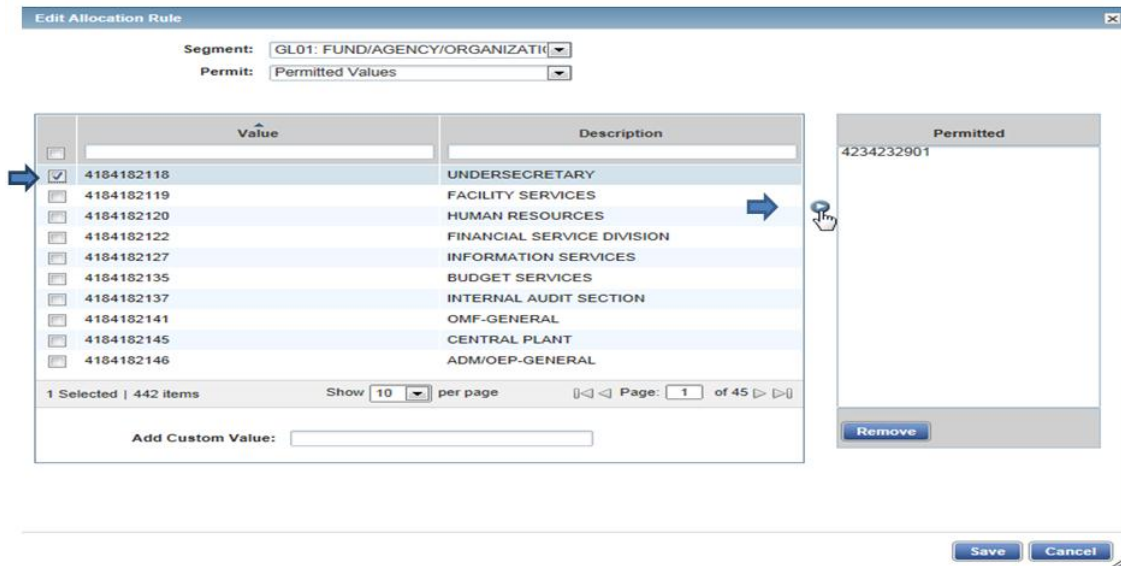 Edit Allocation Rule
Segment: GL01: FUND/AGENCY/ORGANIZATI(
Permit: Permitted Values
Value Description Permitted
4234232901
4184182118 UNDERSECRETARY
4184182119 FACILITY SERVICES
4184182120 HUMAN RESOURCES
4184182122 FINANCIAL SERVICE DIVISION
4184182127 INFORMATION SERVICES
4184182135 BUDGET SERVICES
4184182137 INTERNAL AUDIT SECTION
4184182141 OMF-GENERAL
4184182145 CENTRAL PLANT
4184182146 ADM/OEP-GENERAL
1 Selected | 442 items Show 10 per page Page: 1 of 45
Add Custom Value: Remove
Save Cancel